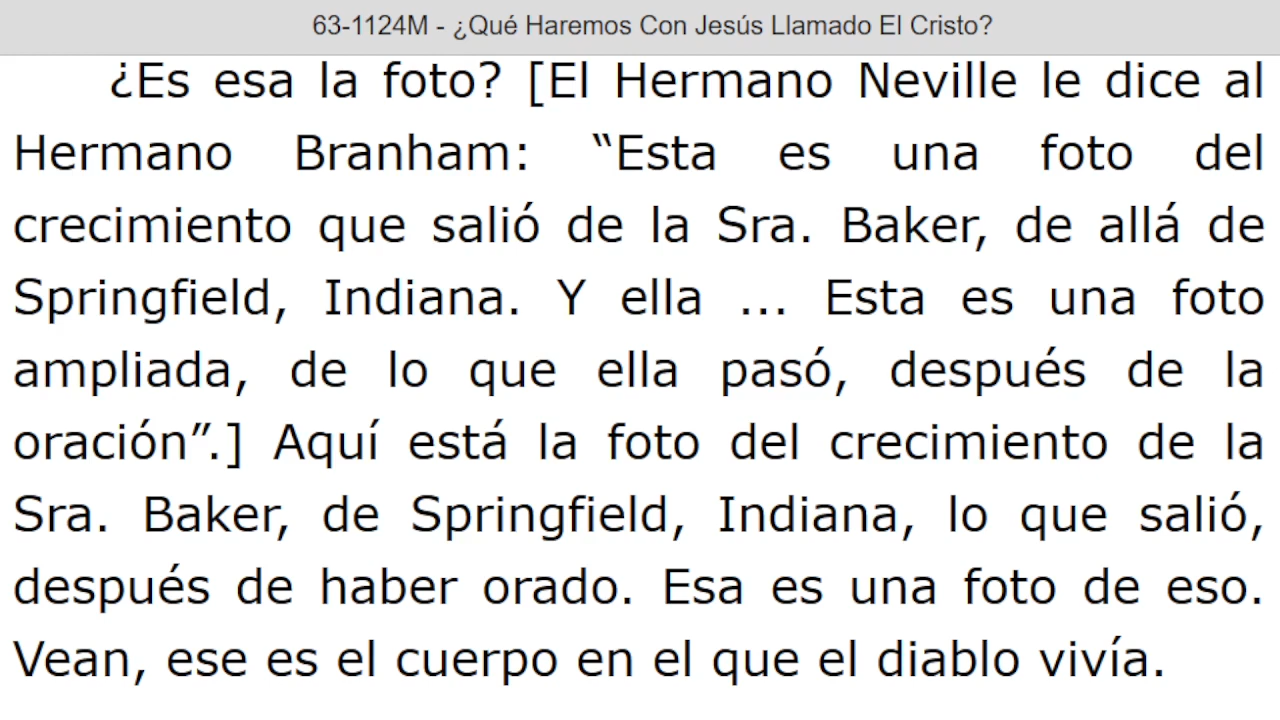 63-1124M - ¿Qué Haremos Con Jesús Llamado El Cristo?
¿Es esa la foto? [El Hermano Neville le dice al
Hermano Branham: “Esta es una foto del
crecimiento que salió de la Sra. Baker, de allá de
Springfield, Indiana. Y ella ... Esta es una foto
ampliada, de lo que ella pasó, después de la
oración”.] Aquí está la foto del crecimiento de la
Sra. Baker, de Springfield, Indiana, lo que salió,
después de haber orado. Esa es una foto de eso.
Vean, ese es el cuerpo en el que el diablo vivía.